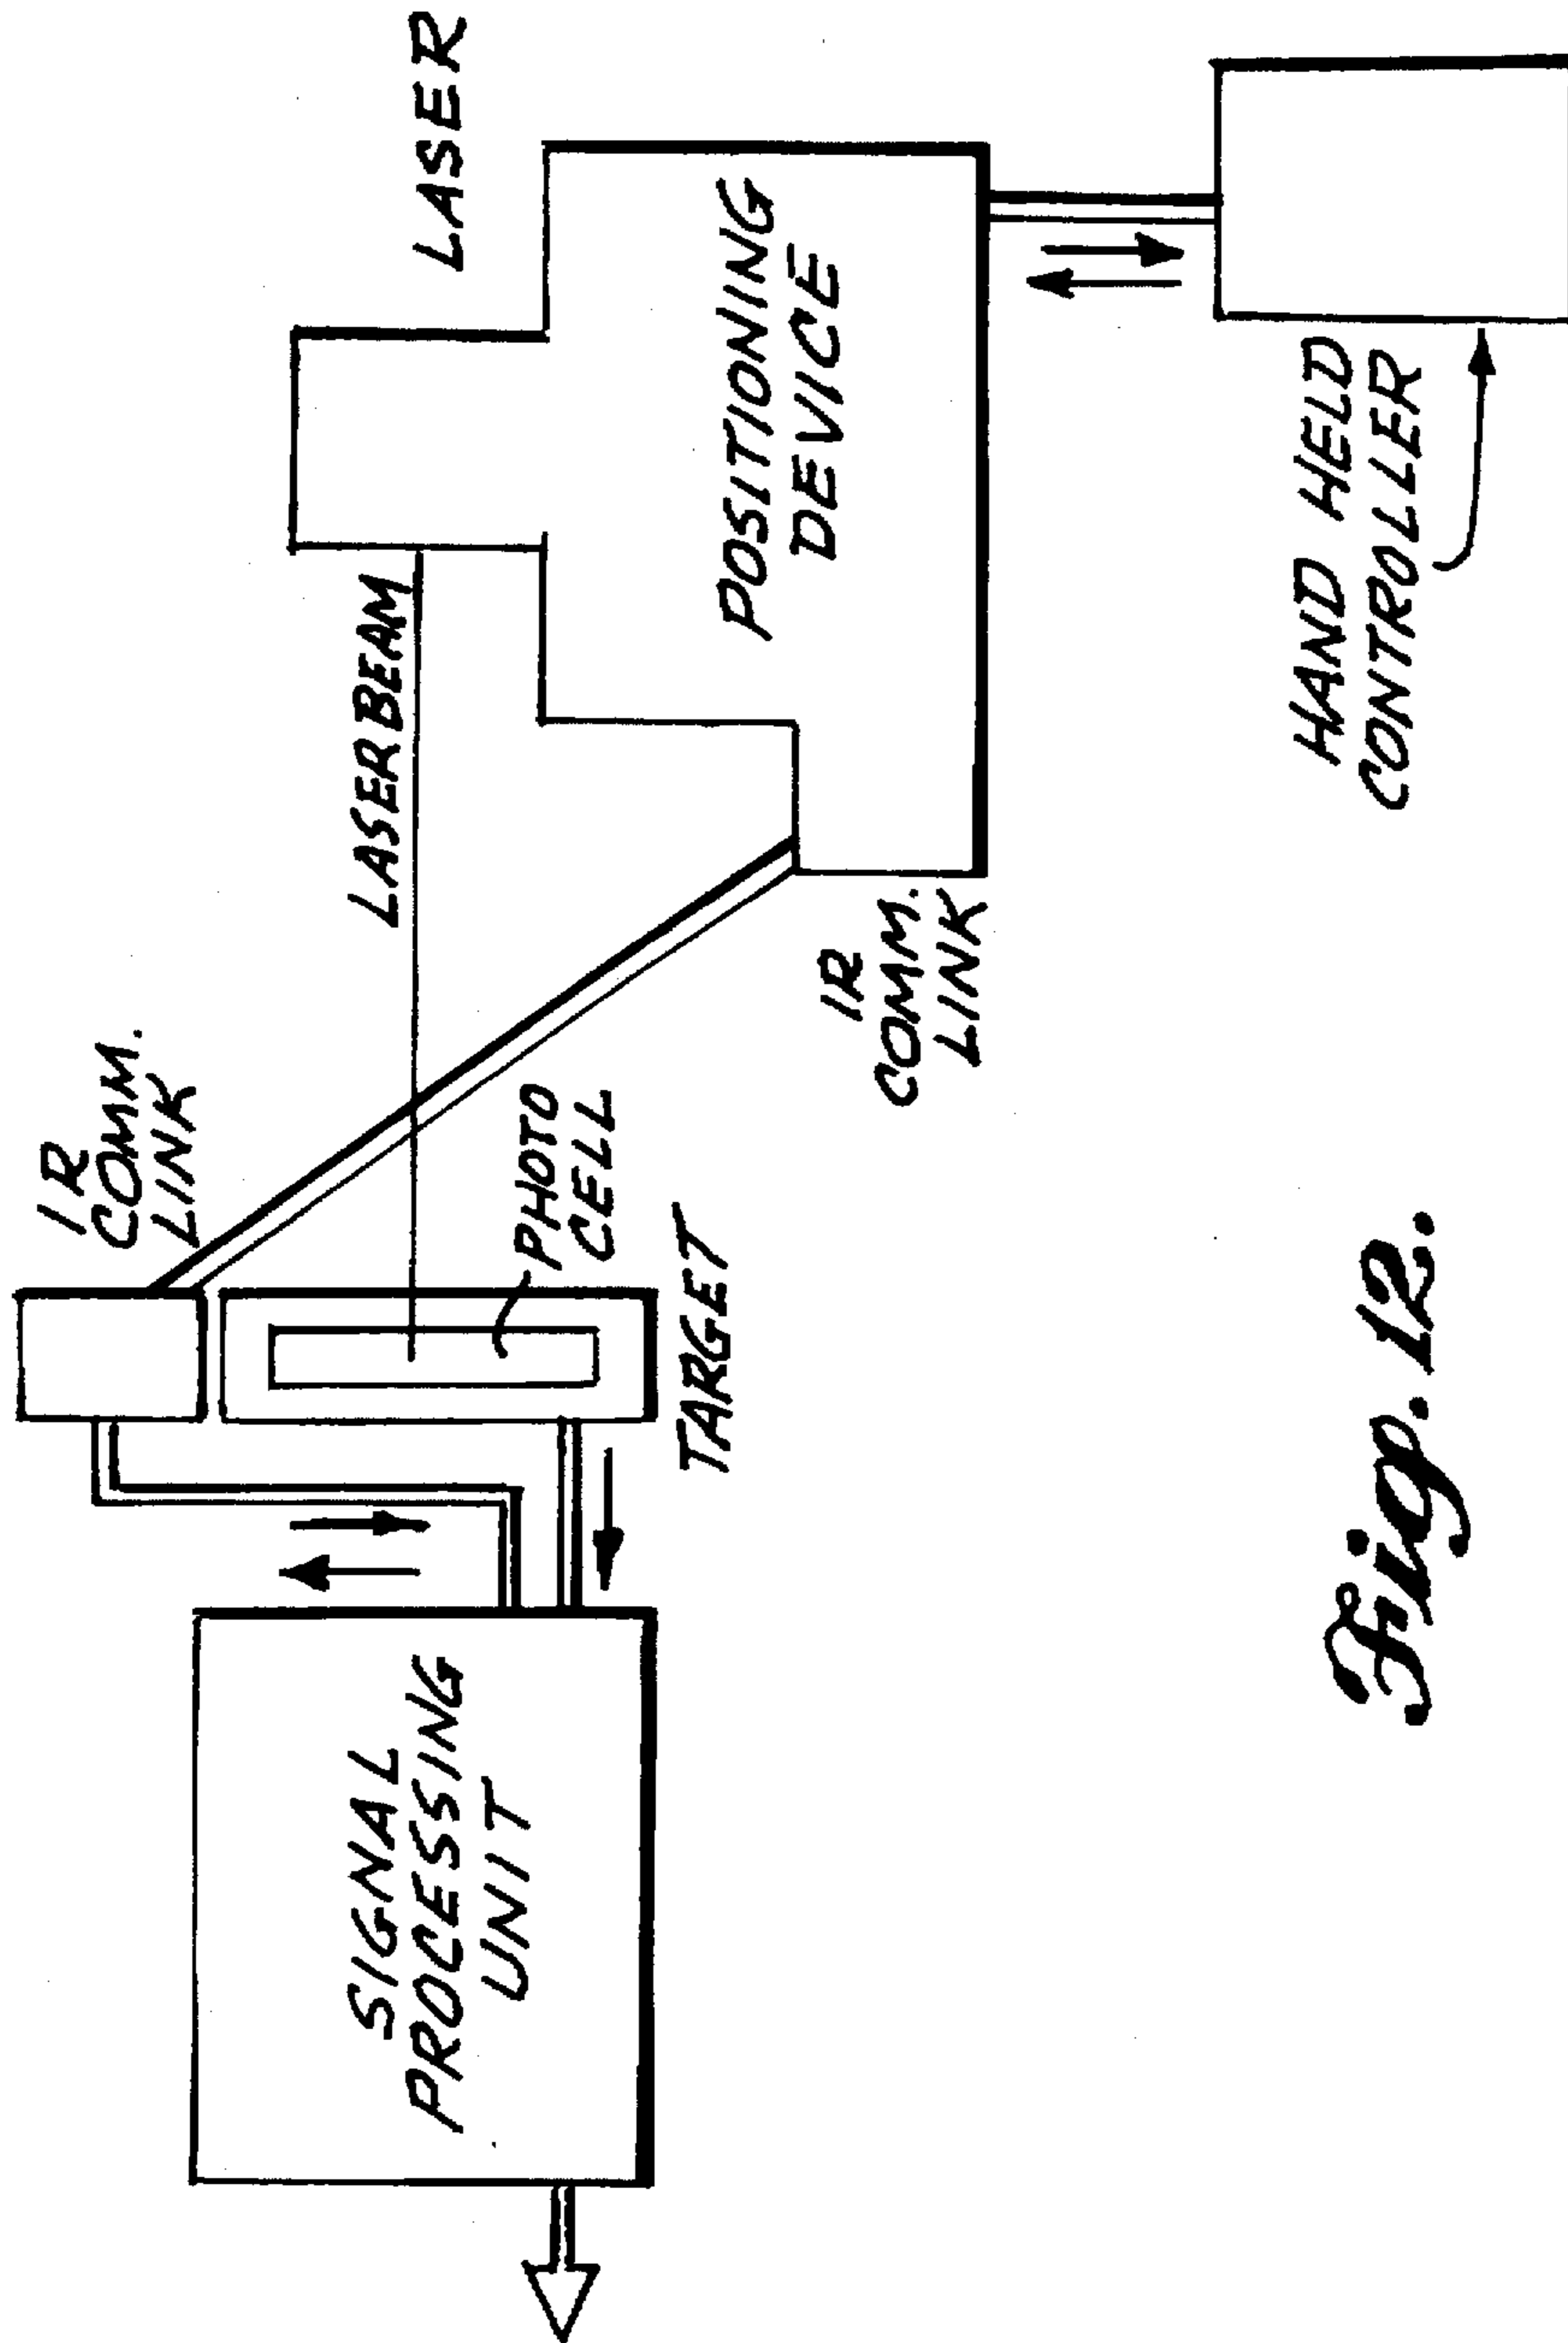 SIGNAL
PROCESSING
UNIT
IR
COMM.
LINK
PHOTO
CELL
TARGET
LASER BEAM
LASER
POSITIONING
DEVICE
IR
COMM.
LINK
HAND HELD
CONTROLLER
Fig. 12.